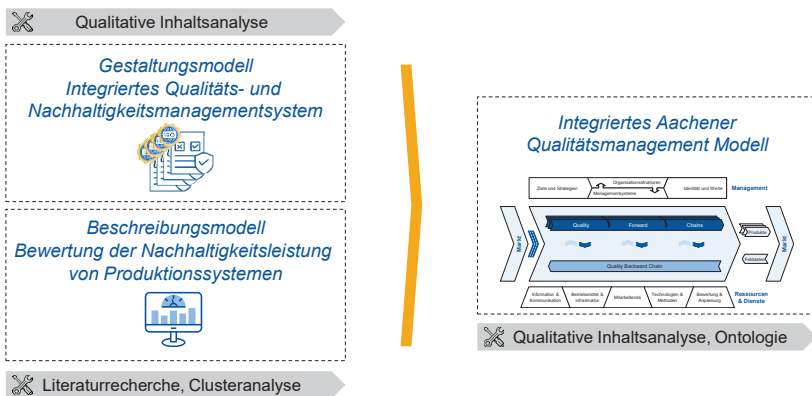 Qualitative Inhaltsanalyse
Gestaltungsmodell
Integriertes Qualitäts- und
Nachhaltigkeitsmanagementsystem
Beschreibungsmodell
Bewertung der Nachhaltigkeitsleistung
von Produktionssystemen
Literaturrecherche, Clusteranalyse
Integriertes Aachener
Qualitätsmanagement Modell
Ziele und Strategien
Organisationsstrukturen
Managementsysteme
Identität und Werte
Management
Markt
Quality
Forward
Chains
Quality Backward Chain
Produkte
Felddaten
Markt
Information &
Kommunikation
Betriebsmittel &
Infrastruktur
Mitarbeitende
Technologien &
Methoden
Bewertung &
Anpassung
Ressourcen
& Dienste
Qualitative Inhaltsanalyse, Ontologie